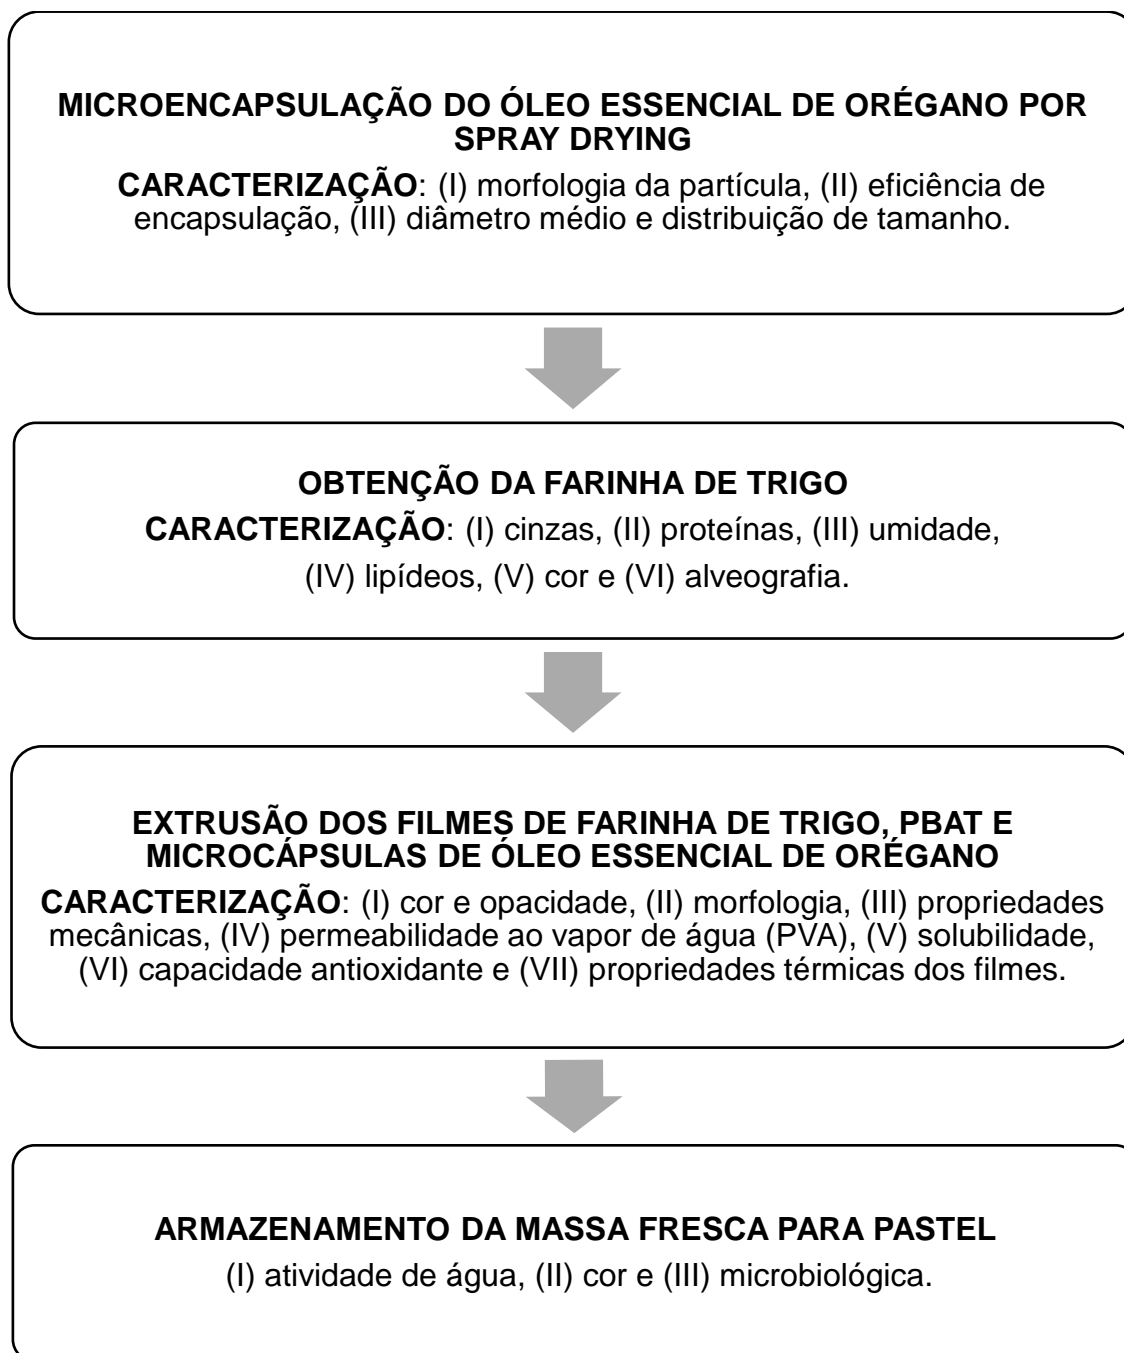 MICROENCAPSULAÇÃO DO ÓLEO ESSENCIAL DE ORÉGANO POR
SPRAY DRYING
CARACTERIZAÇÃO: (I) morfologia da partícula, (II) eficiência de
encapsulação, (III) diâmetro médio e distribuição de tamanho.
OBTENÇÃO DA FARINHA DE TRIGO
CARACTERIZAÇÃO: (I) cinzas, (II) proteínas, (III) umidade,
(IV) lipídeos, (V) cor e (VI) alveografia.
EXTRUSÃO DOS FILMES DE FARINHA DE TRIGO, PBAT E
MICROCÁPSULAS DE ÓLEO ESSENCIAL DE ORÉGANO
CARACTERIZAÇÃO: (I) cor e opacidade, (II) morfologia, (III) propriedades
mecânicas, (IV) permeabilidade ao vapor de água (PVA), (V) solubilidade,
(VI) capacidade antioxidante e (VII) propriedades térmicas dos filmes.
ARMAZENAMENTO DA MASSA FRESCA PARA PASTEL
(I) atividade de água, (II) cor e (III) microbiológica.